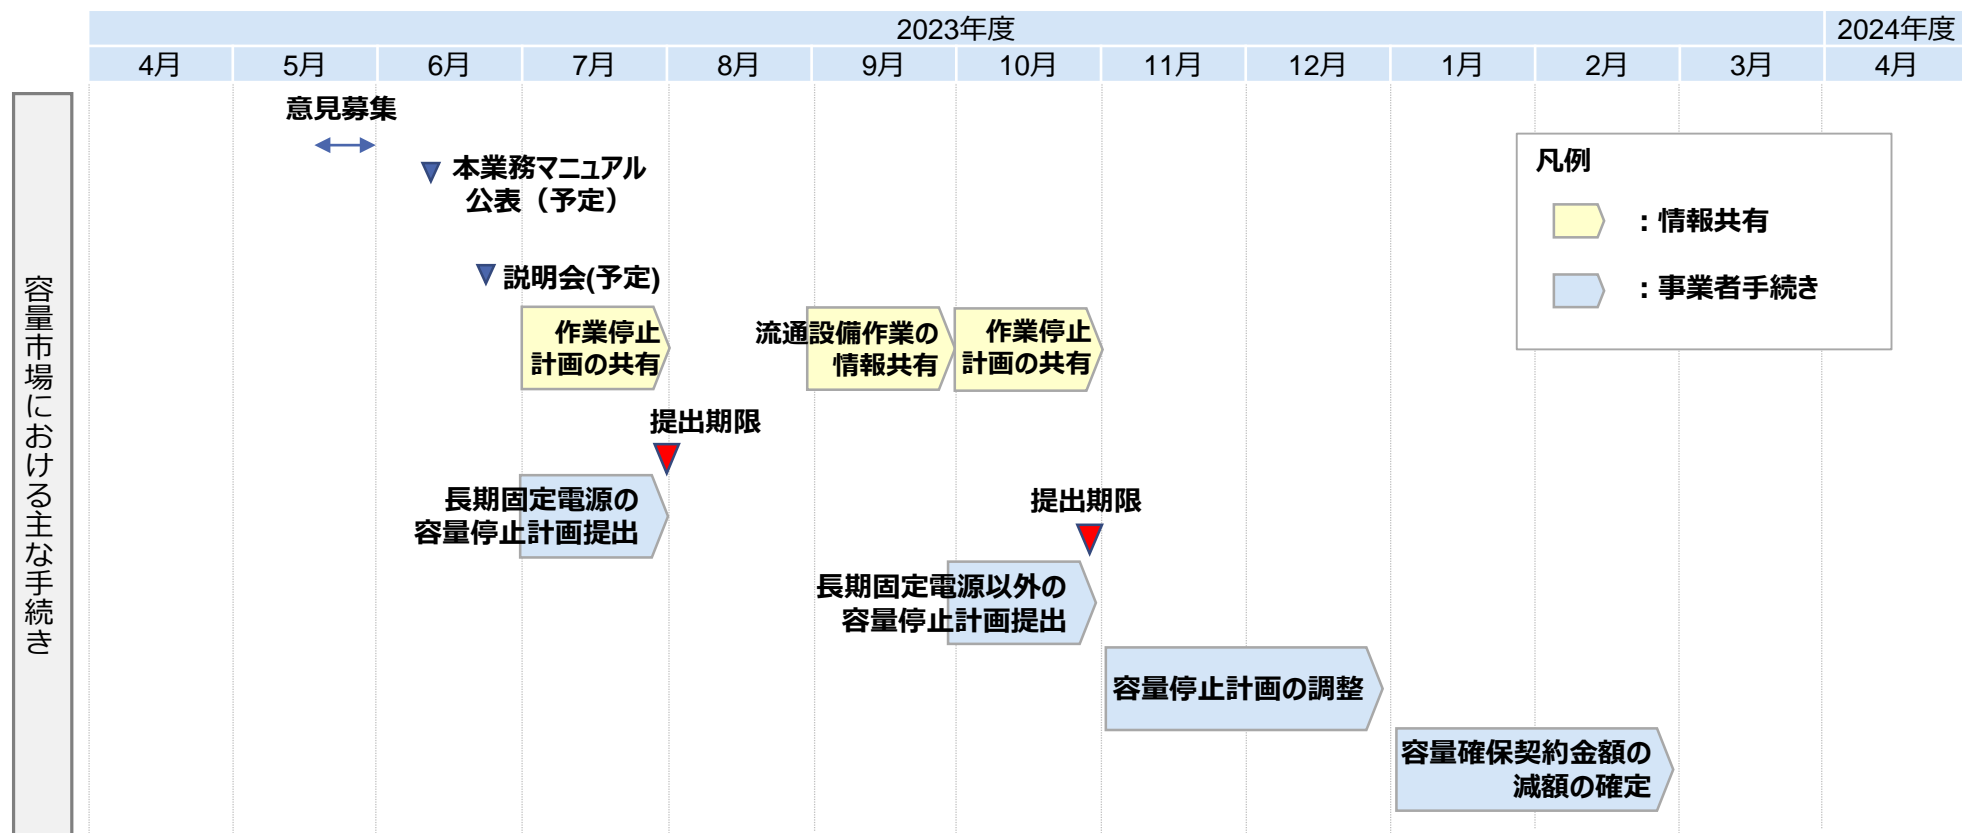 2023年度
2024年度
4月
5月
6月
7月
8月
9月
10月
11月
12月
1月
2月
3月
4月
容量市場における主な手続き
意見募集
本業務マニュアル
公表（予定）
説明会(予定)
凡例
：情報共有
：事業者手続き
作業停止
計画の共有
流通設備作業の
情報共有
作業停止
計画の共有
提出期限
長期固定電源の
容量停止計画提出
提出期限
長期固定電源以外の
容量停止計画提出
容量停止計画の調整
容量確保契約金額の
減額の確定